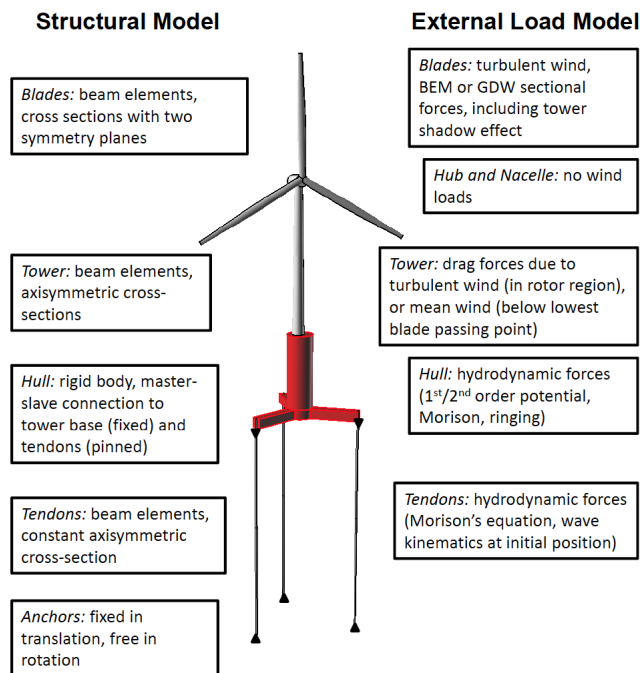 Structural Model
Blades: beam elements,
cross sections with two
symmetry planes
Tower: beam elements,
axisymmetric cross-
sections
Hull: rigid body, master-
slave connection to
tower base (fixed) and
tendons (pinned)
Tendons: beam elements,
constant axisymmetric
cross-section
Anchors: fixed in
translation, free in
rotation
External Load Model
Blades: turbulent wind,
BEM or GDW sectional
forces, including tower
shadow effect
Hub and Nacelle: no wind
loads
Tower: drag forces due to
turbulent wind (in rotor region),
or mean wind (below lowest
blade passing point)
Hull: hydrodynamic forces
(1st/2nd order potential,
Morison, ringing)
Tendons: hydrodynamic forces
(Morison's equation, wave
kinematics at initial position)